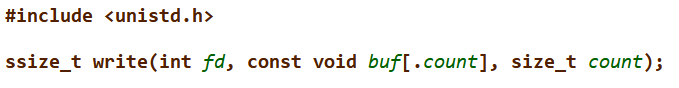 #include <unistd.h>
ssize_t write(int fd, const void buf[.count], size_t count);